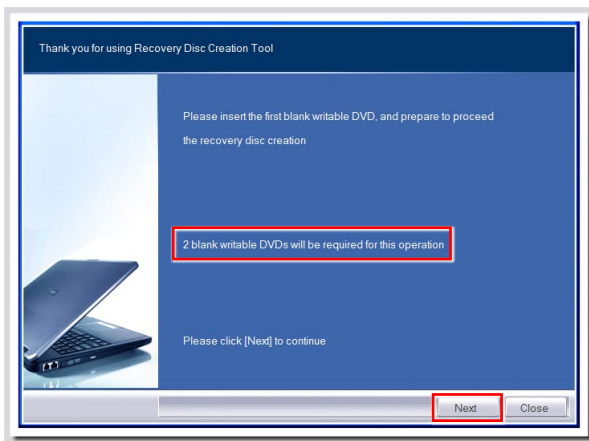 Thank you for using Recovery Disc Creation Tool
Please insert the first blank writable DVD, and prepare to proceed
the recovery disc creation
2 blank writable DVDs will be required for this operation
Please click [Next] to continue
Next
Close